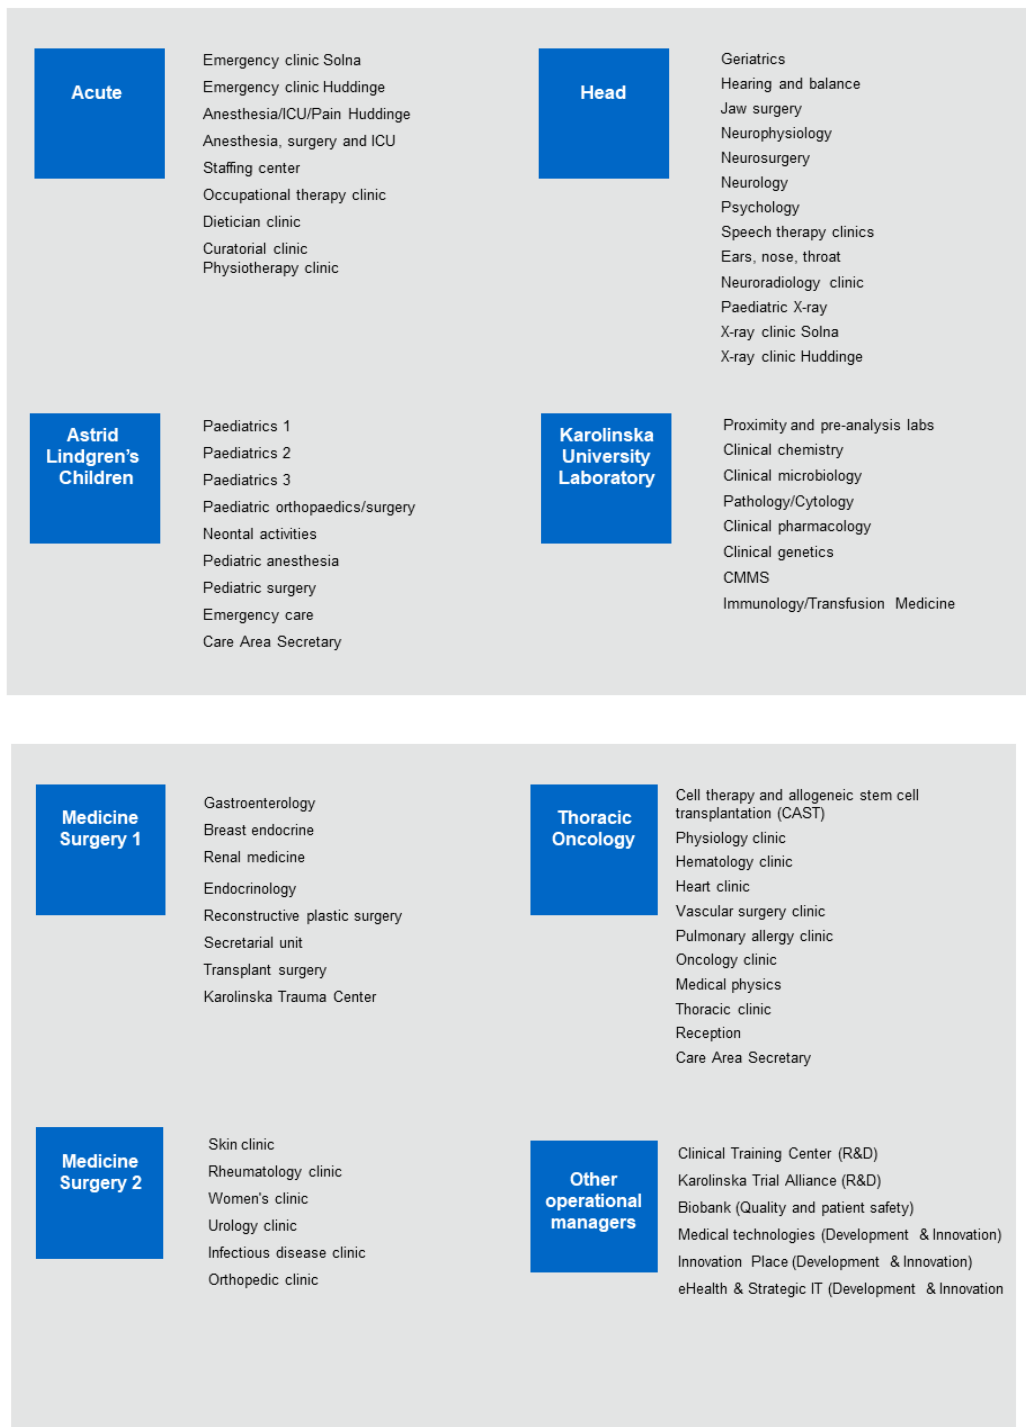 Acute
Emergency clinic Solna
Emergency clinic Huddinge
Anesthesia/ICU/Pain Huddinge
Anesthesia, surgery and ICU
Staffing center
Occupational therapy clinic
Dietician clinic
Curatorial clinic
Physiotherapy clinic
Head
Geriatrics
Hearing and balance
Jaw surgery
Neurophysiology
Neurosurgery
Neurology
Psychology
Speech therapy clinics
Ears, nose, throat
Neuroradiology clinic
Paediatric X-ray
X-ray clinic Solna
X-ray clinic Huddinge
Astrid
Lindgren's
Children
Paediatrics 1
Paediatrics 2
Paediatrics 3
Paediatric orthopaedics/surgery
Neontal activities
Pediatric anesthesia
Pediatric surgery
Emergency care
Care Area Secretary
Karolinska
University
Laboratory
Proximity and pre-analysis labs
Clinical chemistry
Clinical microbiology
Pathology/Cytology
Clinical pharmacology
Clinical genetics
CMMS
Immunology/Transfusion Medicine
Medicine
Surgery 1
Gastroenterology
Breast endocrine
Renal medicine
Endocrinology
Reconstructive plastic surgery
Secretarial unit
Transplant surgery
Karolinska Trauma Center
Thoracic
Oncology
Cell therapy and allogeneic stem cell
transplantation (CAST)
Physiology clinic
Hematology clinic
Heart clinic
Vascular surgery clinic
Pulmonary allergy clinic
Oncology clinic
Medical physics
Thoracic clinic
Reception
Care Area Secretary
Medicine
Surgery 2
Skin clinic
Rheumatology clinic
Women's clinic
Urology clinic
Infectious disease clinic
Orthopedic clinic
Other
operational
managers
Clinical Training Center (R&D)
Karolinska Trial Alliance (R&D)
Biobank (Quality and patient safety)
Medical technologies (Development & Innovation)
Innovation Place (Development & Innovation)
eHealth & Strategic IT (Development & Innovation